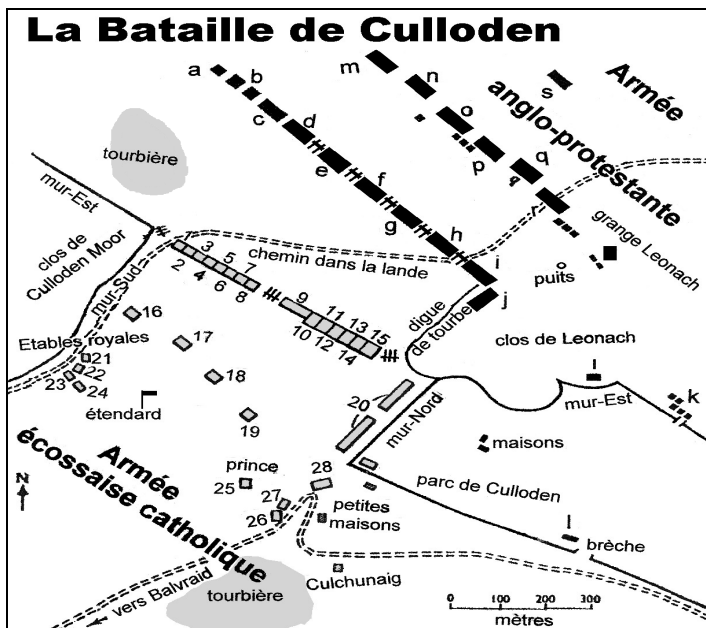 La Bataille de Culloden
Armée
anglo-protestante
a
b
c
d
e
f
g
h
i
j
m
n
o
p
q
r
s
tourbière
mur-Est
clos de
Culloden Moor
mur-Sud
chemin dans la lande
grange Leonach
puits
digue
de tourbe
clos de Leonach
2
3
4
5
6
7
8
9
10
11
12
13
14
15
16
17
18
19
20
Etables royales
21
22
23
24
étendard
mur-Nord
mur-Est
k
maisons
Armée
écossaise catholique
N
prince
25
26
27
28
parc de Culloden
petites
maisons
brèche
Culchunaig
vers Balvraid
tourbière
0 100 200 300
mètres